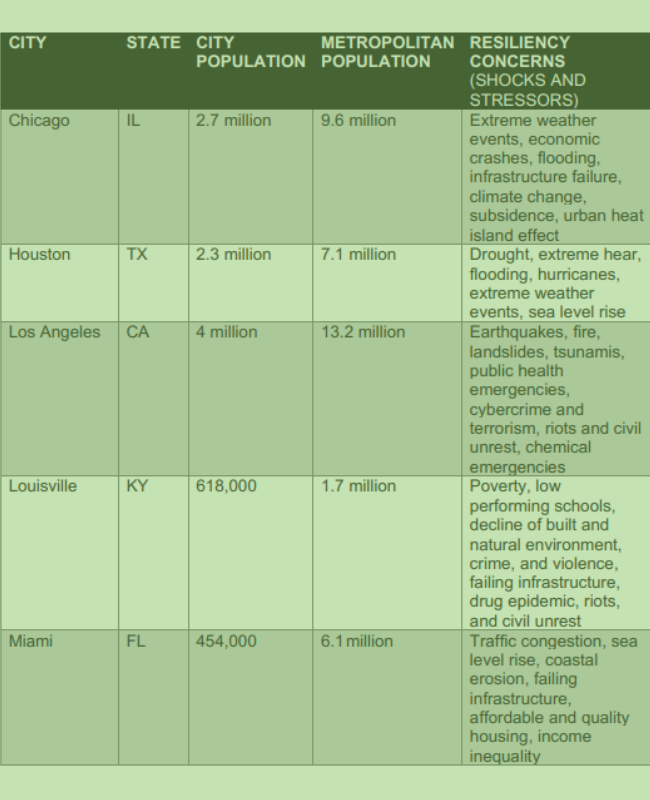 CITY STATE CITY POPULATION METROPOLITAN POPULATION RESILIENCY CONCERNS (SHOCKS AND STRESSORS)
Chicago IL 2.7 million 9.6 million Extreme weather
events, economic
crashes, flooding,
infrastructure failure,
climate change,
subsidence, urban heat
island effect
Houston TX 2.3 million 7.1 million Drought, extreme hear,
flooding, hurricanes,
extreme weather
events, sea level rise
Los Angeles CA 4 million 13.2 million Earthquakes, fire,
landslides, tsunamis,
public health
emergencies,
cybercrime and
terrorism, riots and civil
unrest, chemical
emergencies
Louisville KY 618,000 1.7 million Poverty, low
performing schools,
decline of built and
natural environment,
crime, and violence,
failing infrastructure,
drug epidemic, riots,
and civil unrest
Miami FL 454,000 6.1 million Traffic congestion, sea
level rise, coastal
erosion, failing
infrastructure,
affordable and quality
housing, income
inequality